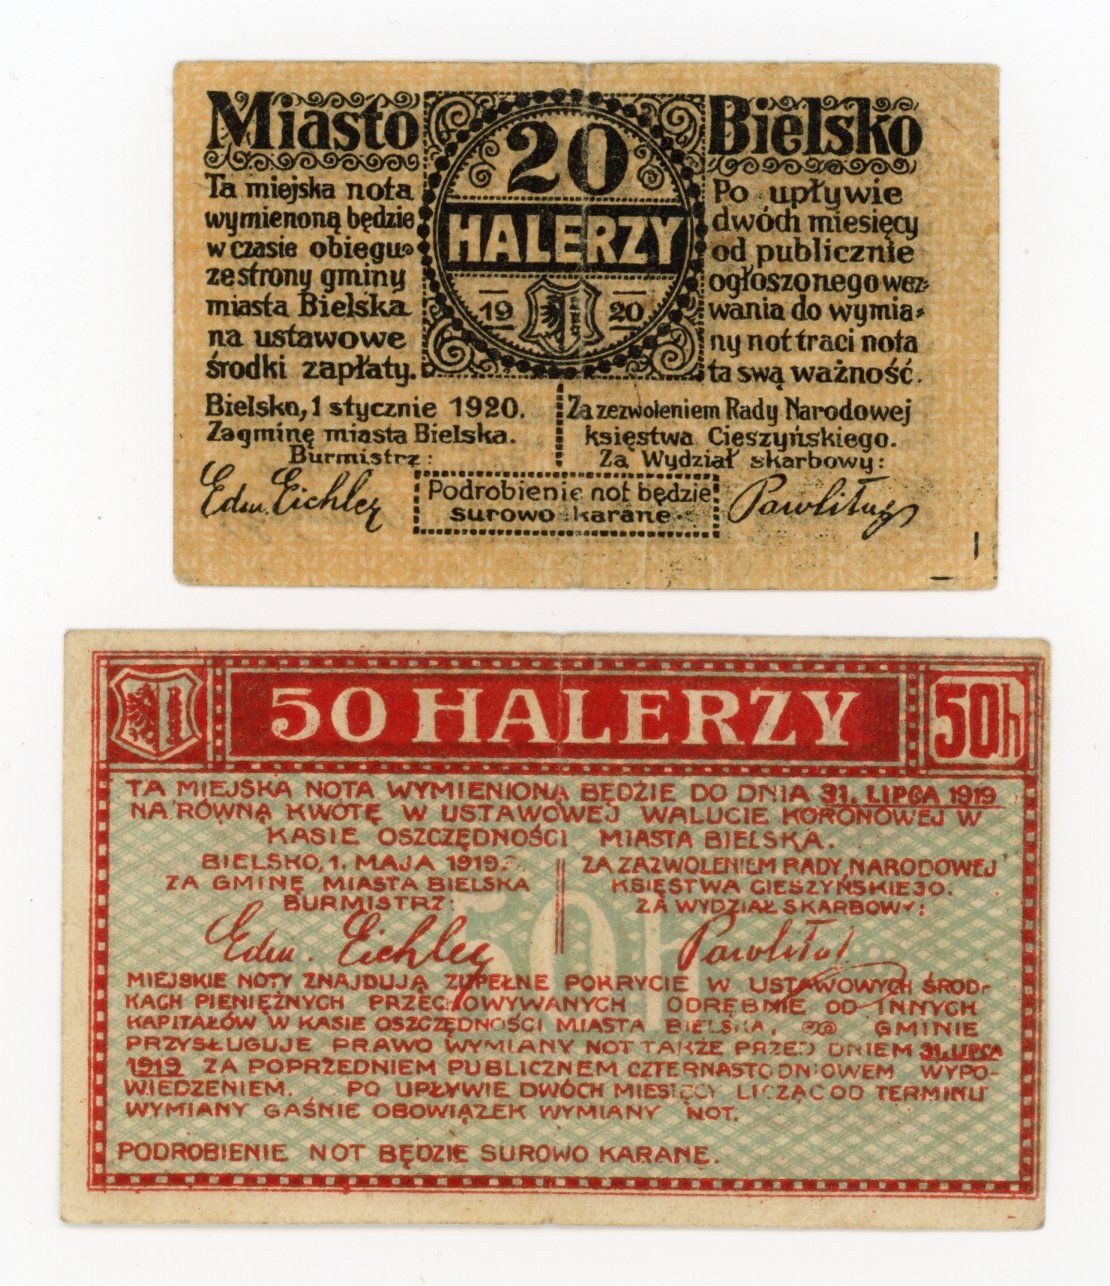 Miasto
20
HALERZY
19 20
Bielsko
Ta miejska nota
wymienoną będzie
w czasie obiegu
ze strony gminy
miasta Bielska
na ustawowe
środki zapłaty.
Po upływie
dwóch miesięcy
od publicznie
ogłoszonego wez-
wania do wymia-
ny not traci nota
ta swą ważność.
Bielsko, 1 stycznie 1920.
Za gminę miasta Bielska.
Burmistrz:
Edm. Eichler
Za zezwoleniem Rady Narodowej
księstwa Cieszyńskiego.
Za Wydział skarbowy:
Podrobienie not będzie
surowo karane.
50 HALERZY
50h
TA MIEJSKA NOTA WYMIENIONĄ BĘDZIE DO DNIA 31. LIPCA 1919
NA RÓWNĄ KWOTĘ W USTAWOWEJ WALUCIE KORONOWEJ W
KASIE OSZCZĘDNOŚCI MIASTA BIELSKA.
BIELSKO, 1. MAJA 1919.
ZA GMINĘ MIASTA BIELSKA
BURMISTRZ:
Edm. Eichler
ZA ZAZWOLENIEM RADY NARODOWEJ
KSIĘSTWA CIESZYŃSKIEGO.
ZA WYDZIAŁ SKARBOWY:
50h
MIEJSKIE NOTY ZNAJDUJĄ ZUPEŁNE POKRYCIE W USTAWOWYCH ŚROD-
KACH PIENIĘŻNYCH PRZECHOWYWANYCH ODRĘBNIE OD INNYCH
KAPITAŁÓW W KASIE OSZCZĘDNOŚCI MIASTA BIELSKA. GMINIE
PRZYSŁUGUJE PRAWO WYMIANY NOT TAKŻE PRZED DNIEM 31. LIPCA
1919 ZA POPRZEDNIEM PUBLICZNEM CZTERNASTODNIOWEM WYPO-
WIEDZENIEM. PO UPŁYWIE DWÓCH MIESIĘCY LICZĄC OD TERMINU
WYMIANY GAŚNIE OBOWIĄZEK WYMIANY NOT.
PODROBIENIE NOT BĘDZIE SUROWO KARANE.